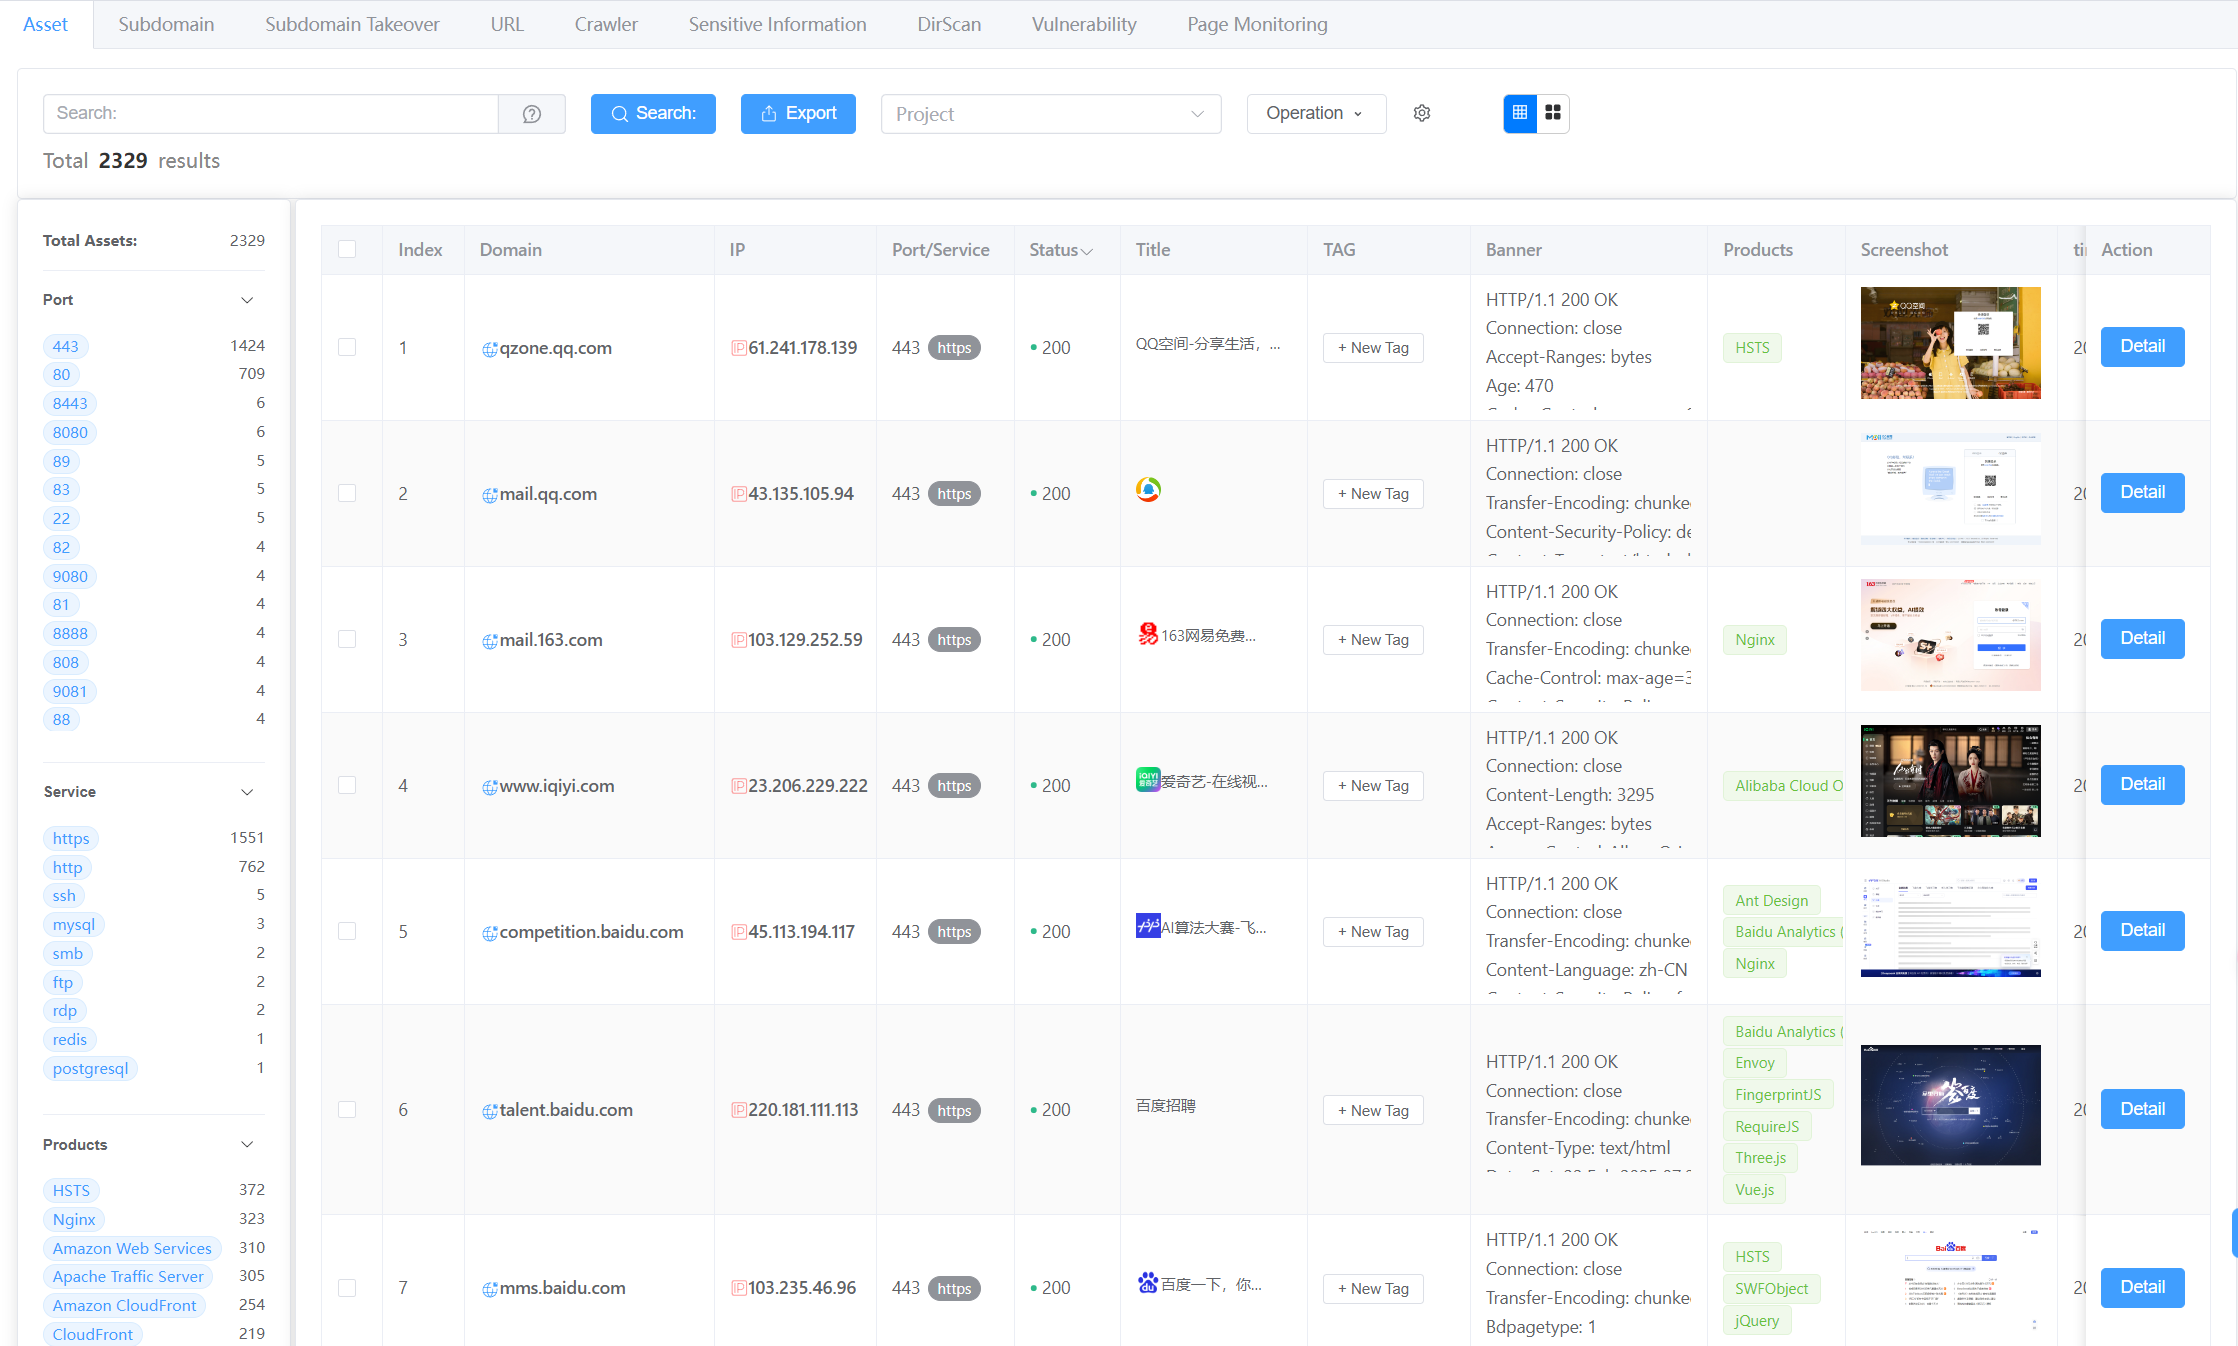 Asset Subdomain Subdomain Takeover URL Crawler Sensitive Information DirScan Vulnerability Page Monitoring
Search: Search: Export Project Operation
Total 2329 results
Total Assets: 2329
Port
443 1424
80 709
8443 6
8080 6
89 5
83 5
22 5
82 4
9080 4
81 4
8888 4
808 4
9081 4
88 4
Service
https 1551
http 762
ssh 5
mysql 3
smb 2
ftp 2
rdp 2
redis 1
postgresql 1
Products
HSTS 372
Nginx 323
Amazon Web Services 310
Apache Traffic Server 305
Amazon CloudFront 254
CloudFront 219
Index Domain IP Port/Service Status Title TAG Banner Products Screenshot Action
1 qzone.qq.com 61.241.178.139 443 https 200 QQ空间-分享生活，... + New Tag
HTTP/1.1 200 OK
Connection: close
Accept-Ranges: bytes
Age: 470
HSTS
QQ空间
Detail
2 mail.qq.com 43.135.105.94 443 https 200 + New Tag
HTTP/1.1 200 OK
Connection: close
Transfer-Encoding: chunke
Content-Security-Policy: de
Detail
3 mail.163.com 103.129.252.59 443 https 200 163网易免费... + New Tag
HTTP/1.1 200 OK
Connection: close
Transfer-Encoding: chunke
Cache-Control: max-age=3
Nginx
Detail
4 www.iqiyi.com 23.206.229.222 443 https 200 爱奇艺-在线视... + New Tag
HTTP/1.1 200 OK
Connection: close
Content-Length: 3295
Accept-Ranges: bytes
Alibaba Cloud O
Detail
5 competition.baidu.com 45.113.194.117 443 https 200 AI算法大赛-飞... + New Tag
HTTP/1.1 200 OK
Connection: close
Transfer-Encoding: chunke
Content-Language: zh-CN
Ant Design
Baidu Analytics (
Nginx
Detail
6 talent.baidu.com 220.181.111.113 443 https 200 百度招聘 + New Tag
HTTP/1.1 200 OK
Connection: close
Transfer-Encoding: chunke
Content-Type: text/html
Baidu Analytics (
Envoy
FingerprintJS
RequireJS
Three.js
Vue.js
Detail
7 mms.baidu.com 103.235.46.96 443 https 200 百度一下，你... + New Tag
HTTP/1.1 200 OK
Connection: close
Transfer-Encoding: chunke
Bdpagetype: 1
HSTS
SWFObject
jQuery
Bai百度
Detail